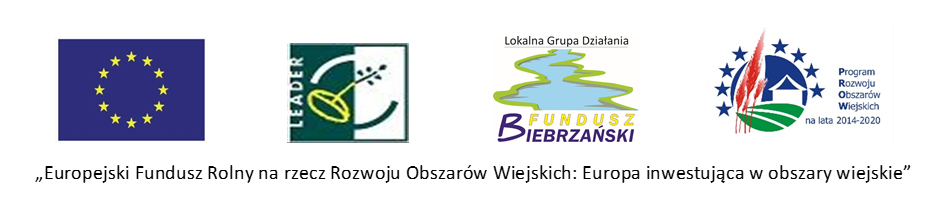 LEADER
Lokalna Grupa Działania
FUNDUSZ
BIEBRZAŃSKI
Program
Rozwoju
Obszarów
Wiejskich
na lata 2014-2020
„Europejski Fundusz Rolny na rzecz Rozwoju Obszarów Wiejskich: Europa inwestująca w obszary wiejskie”